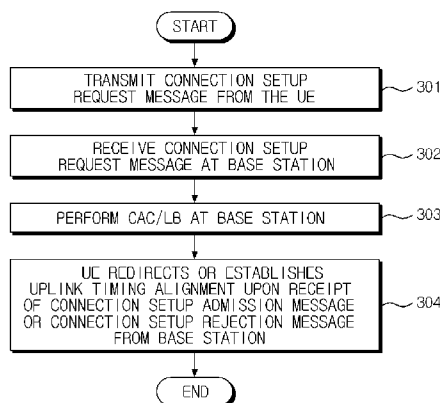 START
TRANSMIT CONNECTION SETUP
REQUEST MESSAGE FROM THE UE
301
RECEIVE CONNECTION SETUP
REQUEST MESSAGE AT BASE STATION
302
PERFORM CAC/LB AT BASE STATION
303
UE REDIRECTS OR ESTABLISHES
UPLINK TIMING ALIGNMENT UPON RECEIPT
OF CONNECTION SETUP ADMISSION MESSAGE
OR CONNECTION SETUP REJECTION MESSAGE
FROM BASE STATION
304
END